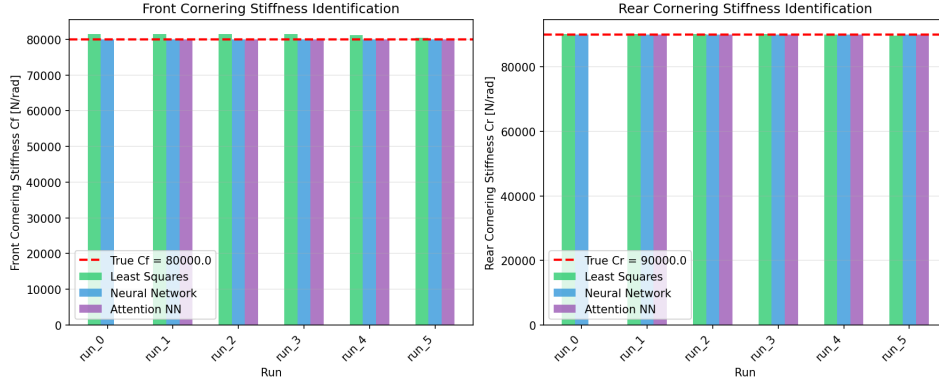 Front Cornering Stiffness Identification
Front Cornering Stiffness Cf [N/rad]
80000
70000
60000
50000
40000
30000
20000
10000
0
True Cf = 80000.0
Least Squares
Neural Network
Attention NN
run_0
run_1
run_2
run_3
run_4
run_5
Run
Rear Cornering Stiffness Identification
Rear Cornering Stiffness Cr [N/rad]
80000
60000
40000
20000
0
True Cr = 90000.0
Least Squares
Neural Network
Attention NN
run_0
run_1
run_2
run_3
run_4
run_5
Run